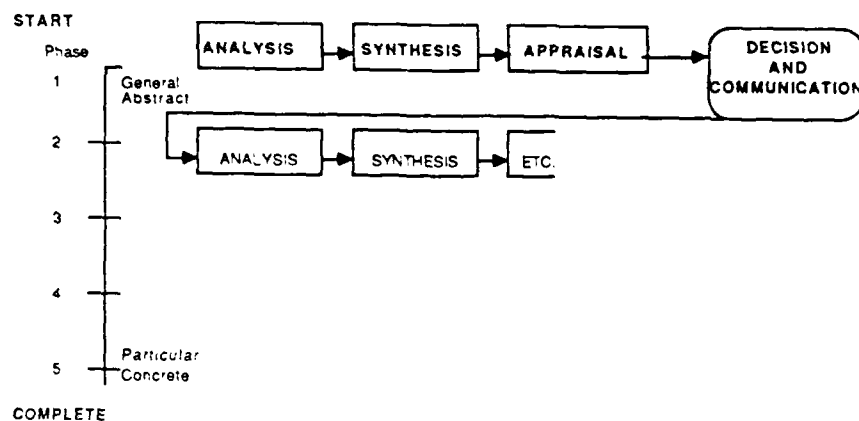 START
Phase
ANALYSIS
SYNTHESIS
APPRAISAL
DECISION
AND
COMMUNICATION
1
General
Abstract
2
ANALYSIS
SYNTHESIS
ETC.
3
4
5
Particular
Concrete
COMPLETE